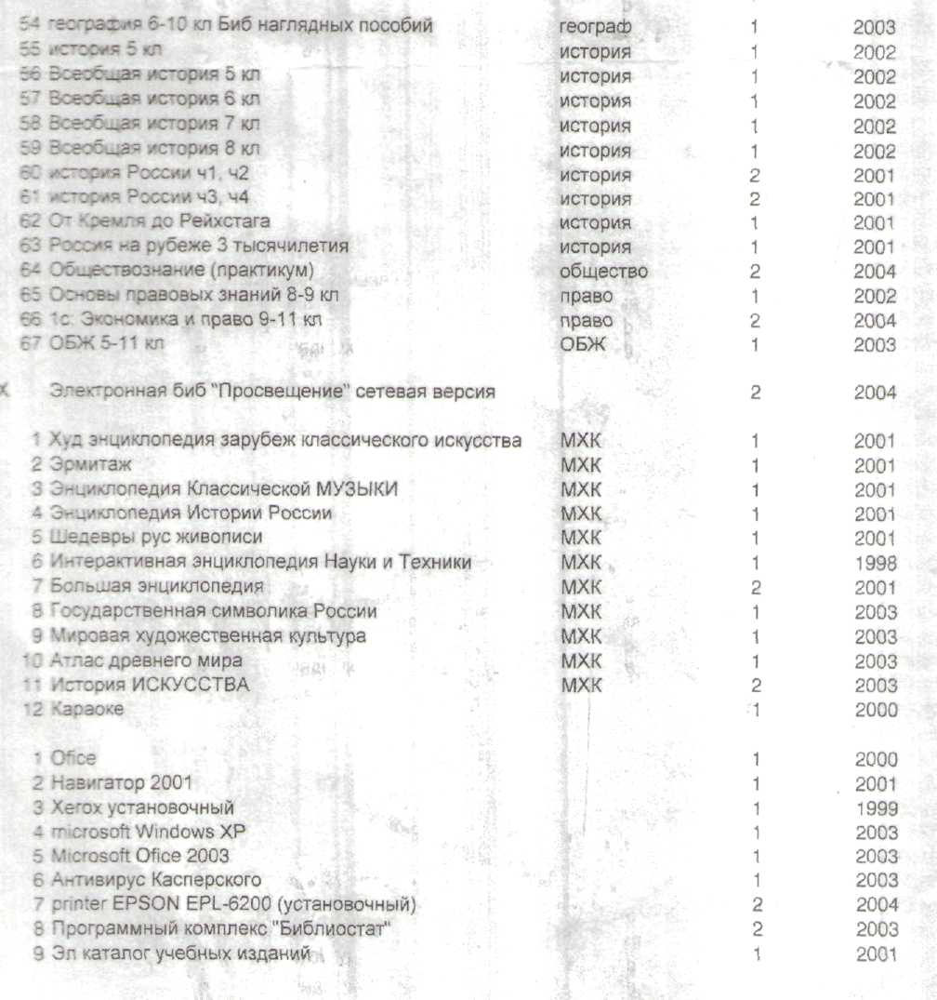 54 география 6-10 кл Биб наглядных пособий географ 1 2003
55 история 5 кл история 1 2002
56 Всеобщая история 5 кл история 1 2002
57 Всеобщая история 6 кл история 1 2002
58 Всеобщая история 7 кл история 1 2002
59 Всеобщая история 8 кл история 1 2002
60 история России ч1, ч2 история 2 2001
61 история России ч3, ч4 история 2 2001
62 От Кремля до Рейхстага история 1 2001
63 Россия на рубеже 3 тысячилетия история 1 2001
64 Обществознание (практикум) общество 2 2004
65 Основы правовых знаний 8-9 кл право 1 2002
66 1с. Экономика и право 9-11 кл право 2 2004
67 ОБЖ 5-11 кл ОБЖ 1 2003
х Электронная биб "Просвещение" сетевая версия 2 2004
1 Худ энциклопедия зарубеж классического искусства МХК 1 2001
2 Эрмитаж МХК 1 2001
3 Энциклопедия Классической МУЗЫКИ МХК 1 2001
4 Энциклопедия Истории России МХК 1 2001
5 Шедевры рус живописи МХК 1 2001
6 Интерактивная энциклопедия Науки и Техники МХК 1 1998
7 Большая энциклопедия МХК 2 2001
8 Государственная символика России МХК 1 2003
9 Мировая художественная культура МХК 1 2003
10 Атлас древнего мира МХК 1 2003
11 История ИСКУССТВА МХК 2 2003
12 Караоке 1 2000
1 Ofice 1 2000
2 Навигатор 2001 1 2001
3 Xerox установочный 1 1999
4 microsoft Windows XP 1 2003
5 Microsoft Ofice 2003 1 2003
6 Антивирус Касперского 1 2003
7 printer EPSON EPL-6200 (установочный) 2 2004
8 Программный комплекс "Библиостат" 2 2003
9 Эл каталог учебных изданий 1 2001